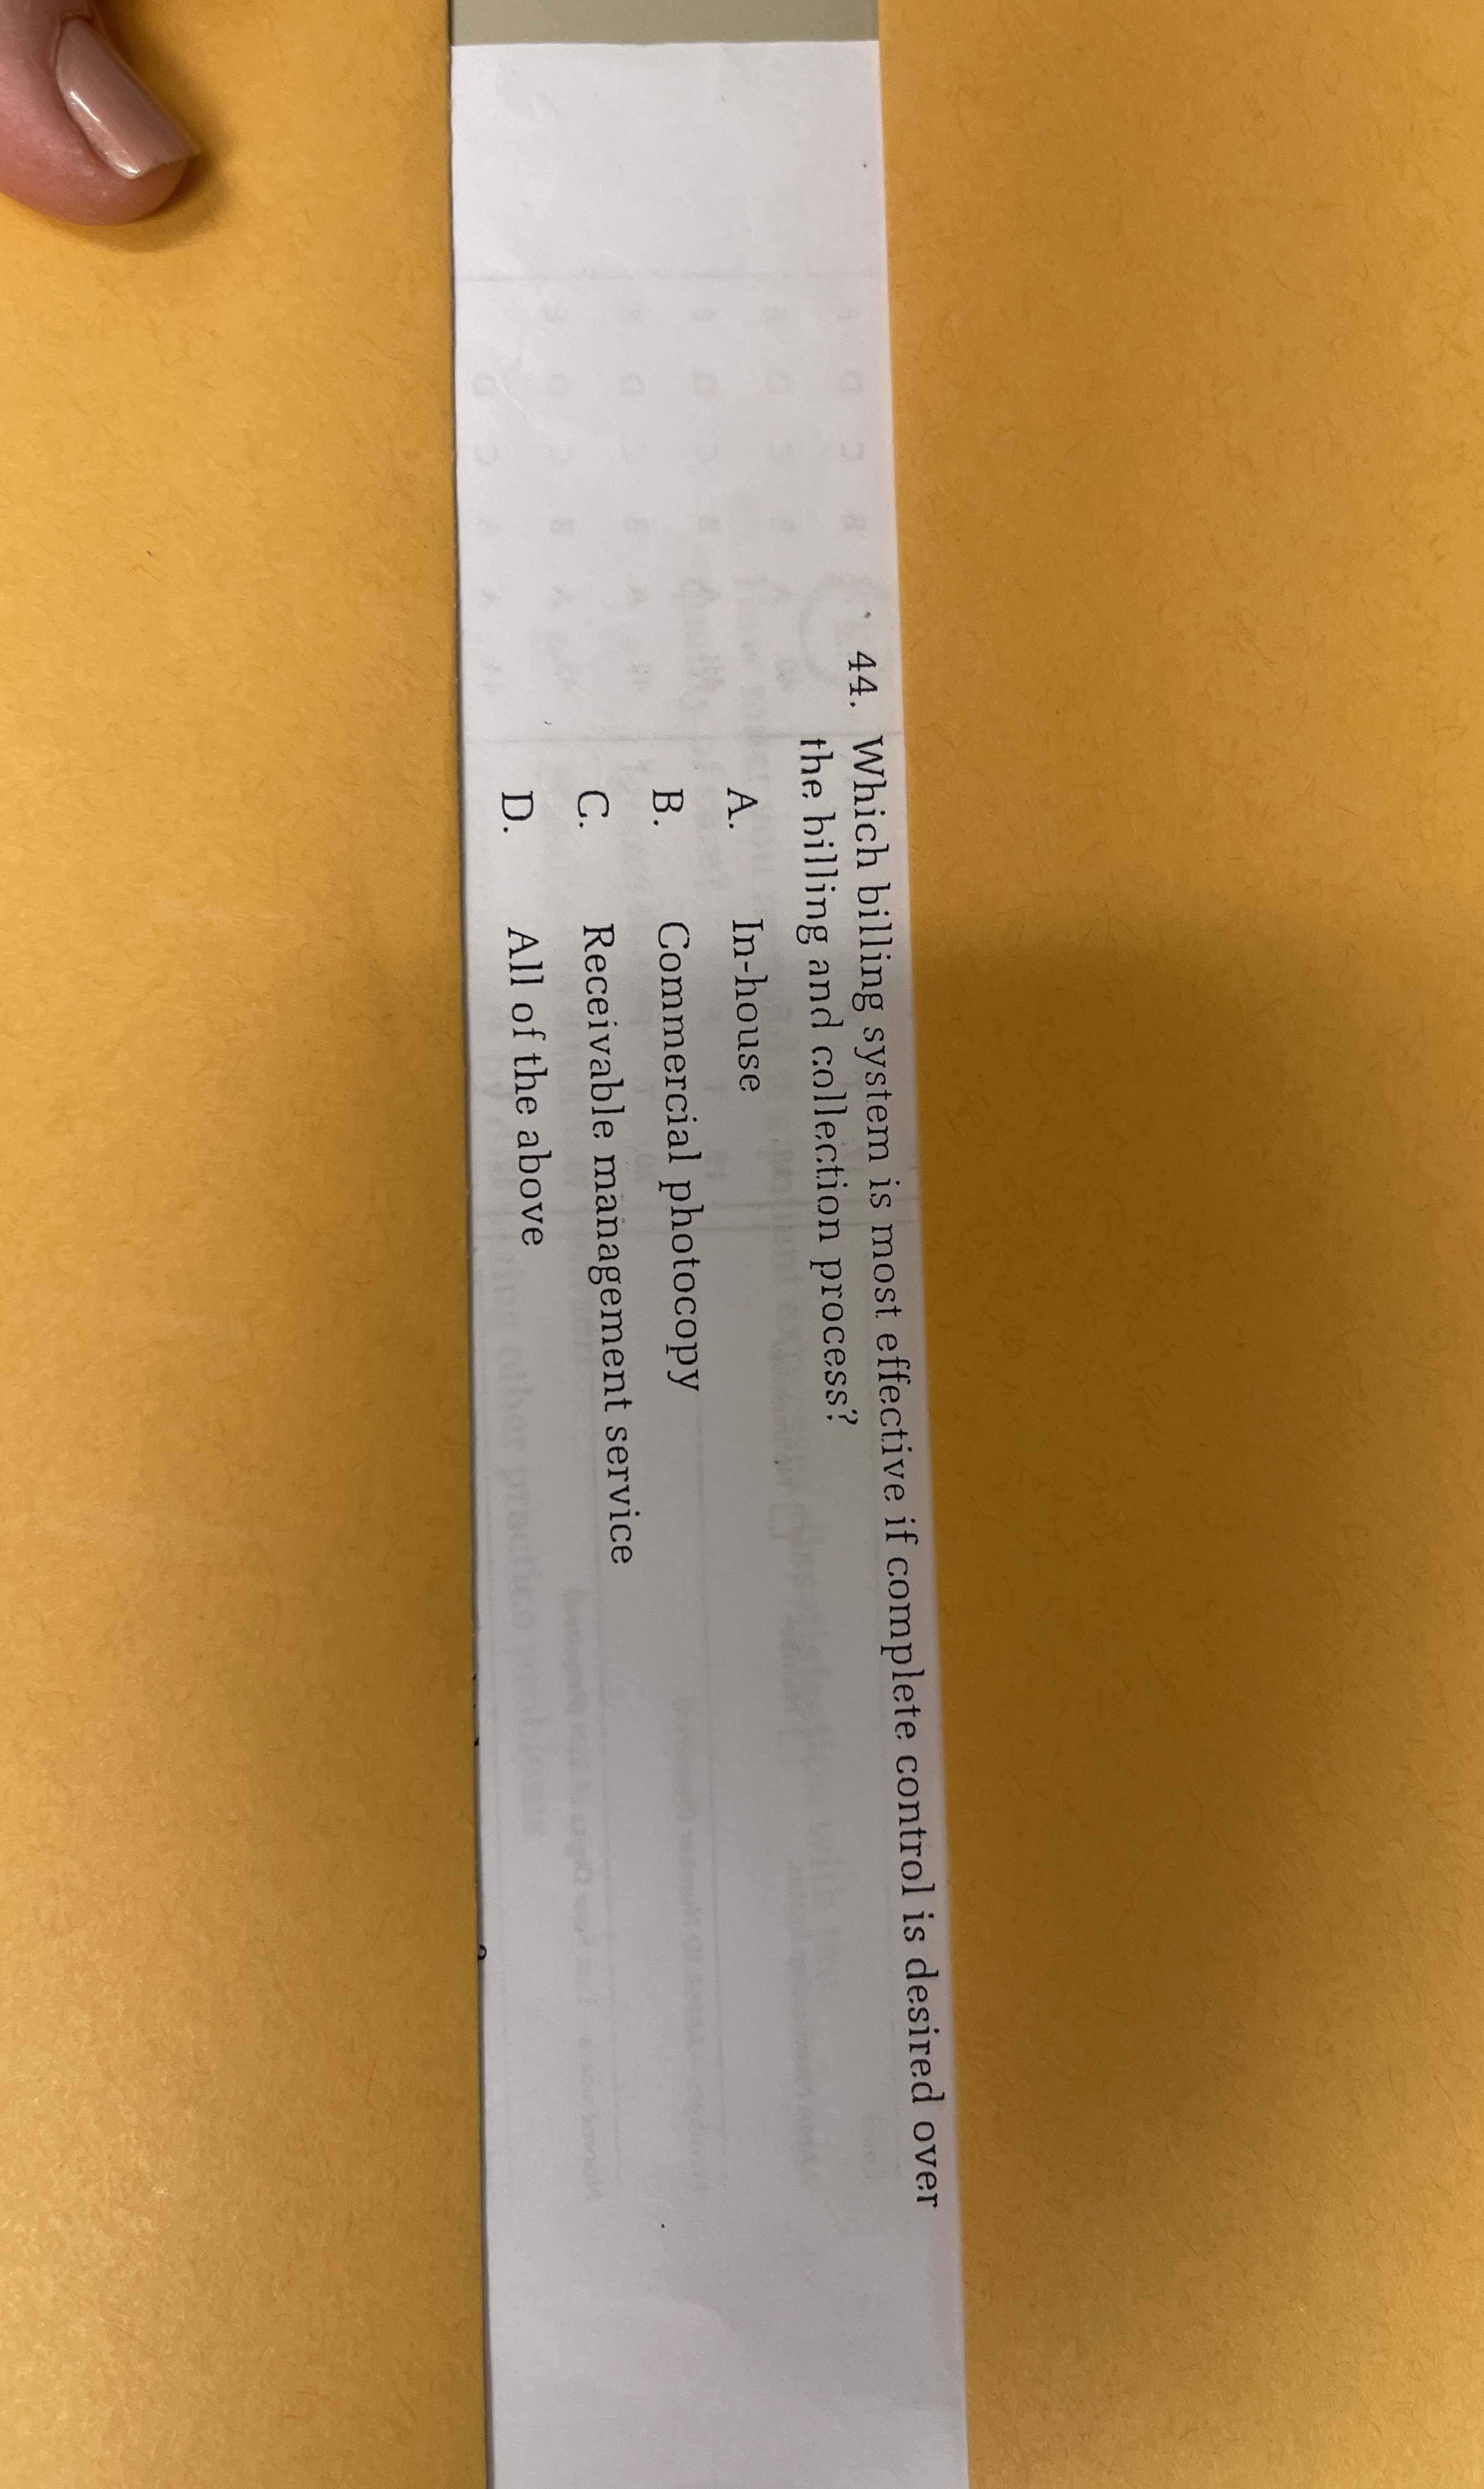 44. Which billing system is most effective if complete control is desired over
the billing and collection process?
A. In-house
B. Commercial photocopy
C. Receivable management service
D. All of the above